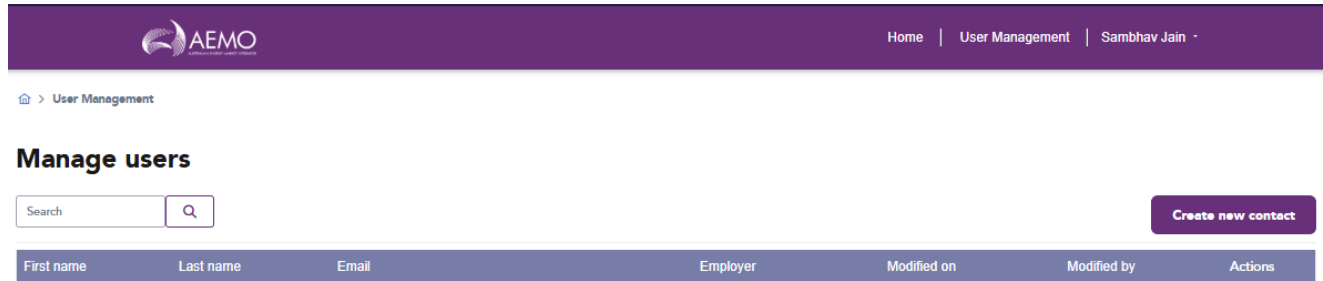 AEMO
Home | User Management | Sambhav Jain
> User Management
Manage users
Search
Create new contact
First name Last name Email Employer Modified on Modified by Actions